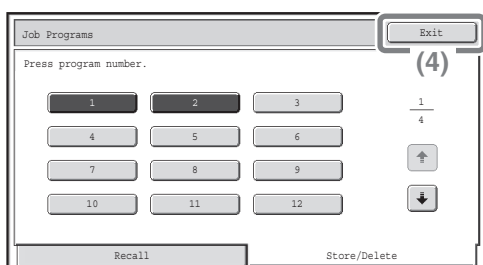 Job Programs Exit
(4)
Press program number.
1 2 3 1
4 5 6 4
7 8 9
10 11 12
Recall Store/Delete